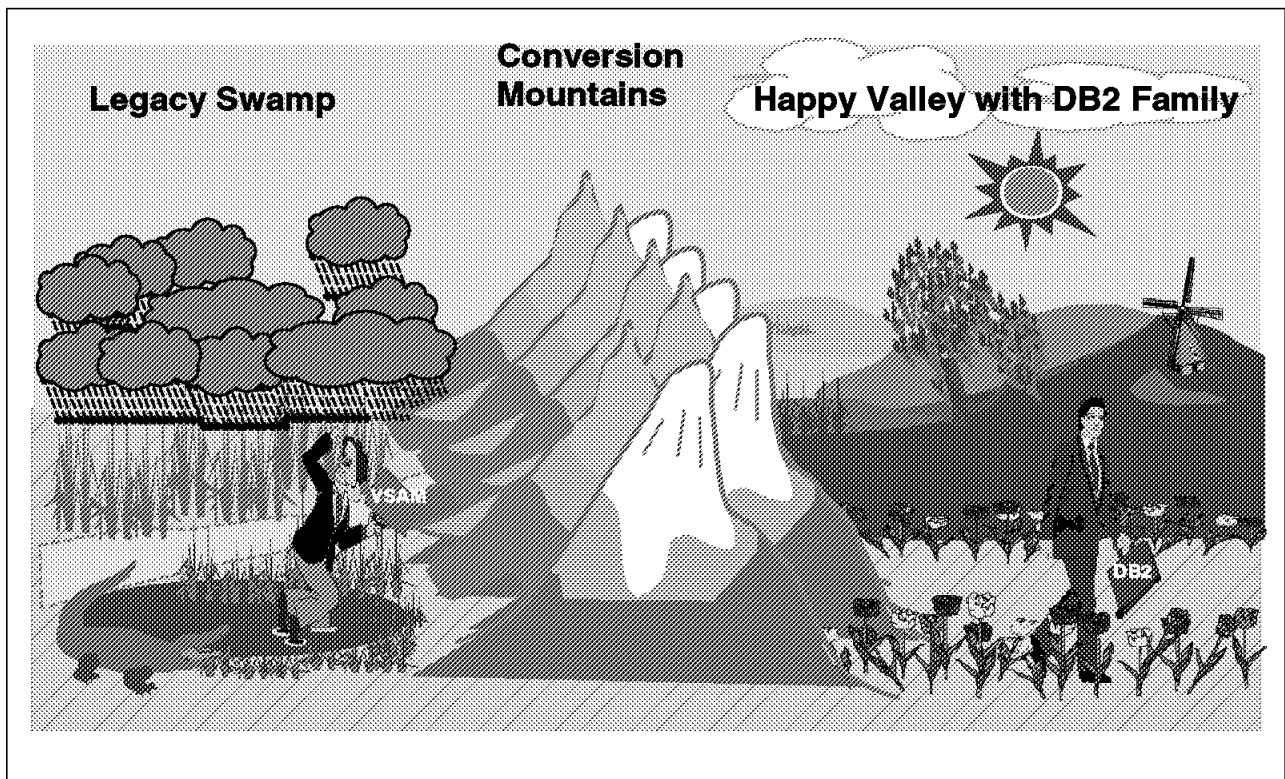 Legacy Swamp
Conversion
Mountains
Happy Valley with DB2 Family
VSAM
DB2